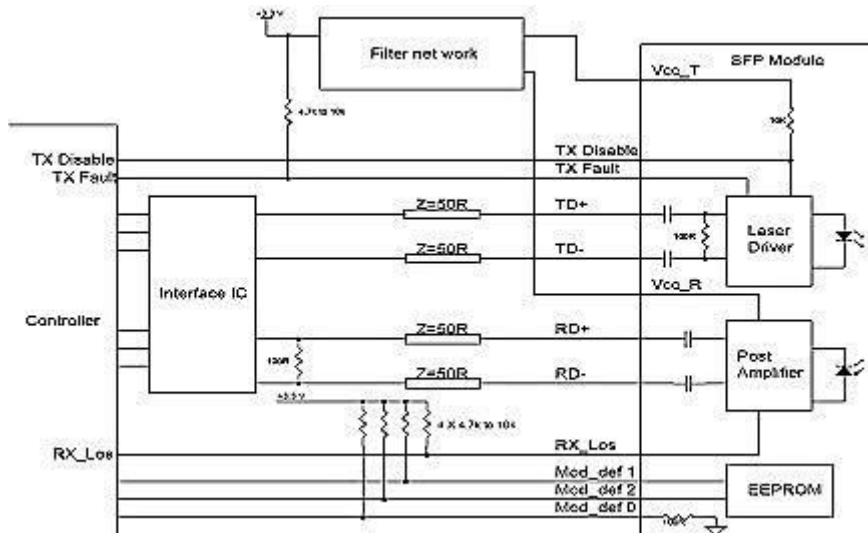 +3.3 V
Filter net work
SFP Module
Vcc_T
4.7k to 10k
10K
TX Disable
TX Disable
TX Fault
TX Fault
Z=50R
TD+
100R
Laser
Driver
Z=50R
TD-
Interface IC
Vcc_R
Controller
Z=50R
RD+
100R
Post
Amplifier
Z=50R
RD-
+3.3 V
4 X 4.7k to 10k
RX_Los
RX_Los
Mod_def 1
EEPROM
Mod_def 2
Mod_def 0